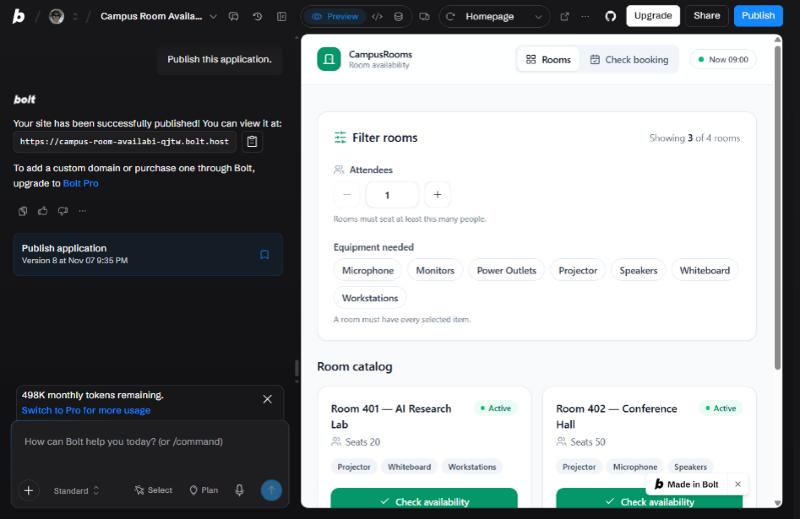 b
Campus Room Availa...
Preview
Homepage
Upgrade
Share
Publish
Publish this application.
bolt
Your site has been successfully published! You can view it at:
https://campus-room-availabi-qjtw.bolt.host
To add a custom domain or purchase one through Bolt,
upgrade to Bolt Pro
Publish application
Version 8 at Nov 07 9:35 PM
498K monthly tokens remaining.
Switch to Pro for more usage
How can Bolt help you today? (or /command)
Standard
Select
Plan
CampusRooms
Room availability
Rooms
Check booking
Now 09:00
Filter rooms
Showing 3 of 4 rooms
Attendees
1
Rooms must seat at least this many people.
Equipment needed
Microphone
Monitors
Power Outlets
Projector
Speakers
Whiteboard
Workstations
A room must have every selected item.
Room catalog
Room 401 — AI Research
Lab
Active
Seats 20
Projector
Whiteboard
Workstations
Check availability
Room 402 — Conference
Hall
Active
Seats 50
Projector
Microphone
Speakers
Check availability
b Made in Bolt